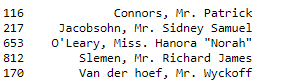 116 Connors, Mr. Patrick
217 Jacobsohn, Mr. Sidney Samuel
653 O'Leary, Miss. Hanora "Norah"
812 Slemen, Mr. Richard James
170 Van der hoef, Mr. Wyckoff